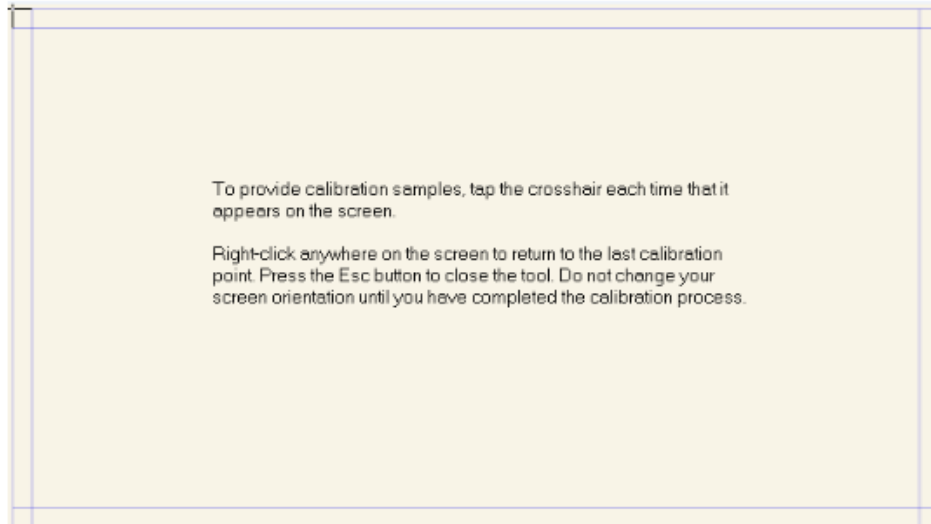 To provide calibration samples, tap the crosshair each time that it
appears on the screen.
Right-click anywhere on the screen to return to the last calibration
point. Press the Esc button to close the tool. Do not change your
screen orientation until you have completed the calibration process.